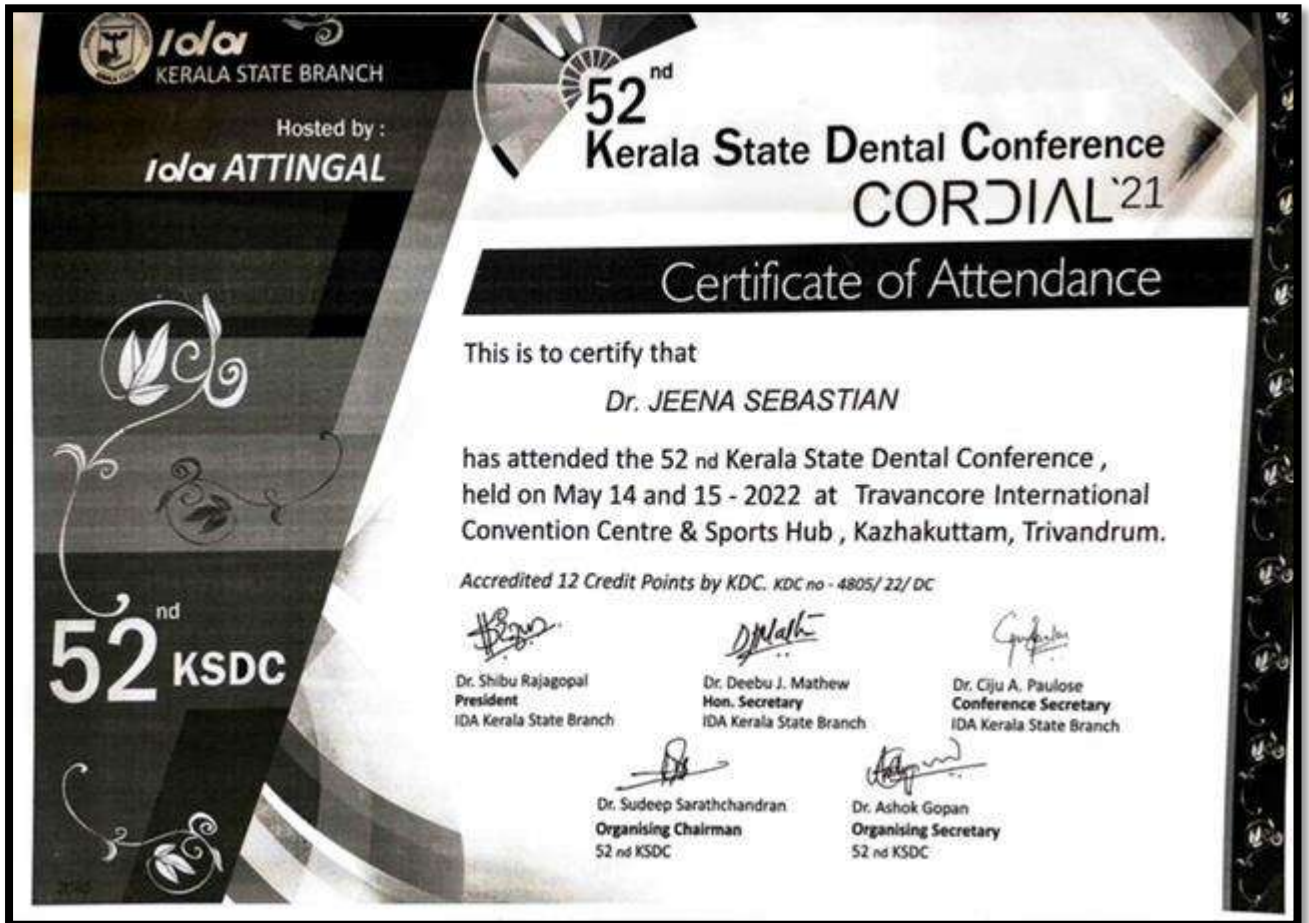 ida
KERALA STATE BRANCH
Hosted by :
ida ATTINGAL
52nd
Kerala State Dental Conference
CORDIAL`21
Certificate of Attendance
This is to certify that
Dr. JEENA SEBASTIAN
has attended the 52 nd Kerala State Dental Conference ,
held on May 14 and 15 - 2022 at Travancore International
Convention Centre & Sports Hub , Kazhakuttam, Trivandrum.
Accredited 12 Credit Points by KDC. KDC no - 4805/ 22/ DC
52nd KSDC
Dr. Shibu Rajagopal
President
IDA Kerala State Branch
Dr. Deebu J. Mathew
Hon. Secretary
IDA Kerala State Branch
Dr. Ciju A. Paulose
Conference Secretary
IDA Kerala State Branch
Dr. Sudeep Sarathchandran
Organising Chairman
52 nd KSDC
Dr. Ashok Gopan
Organising Secretary
52 nd KSDC